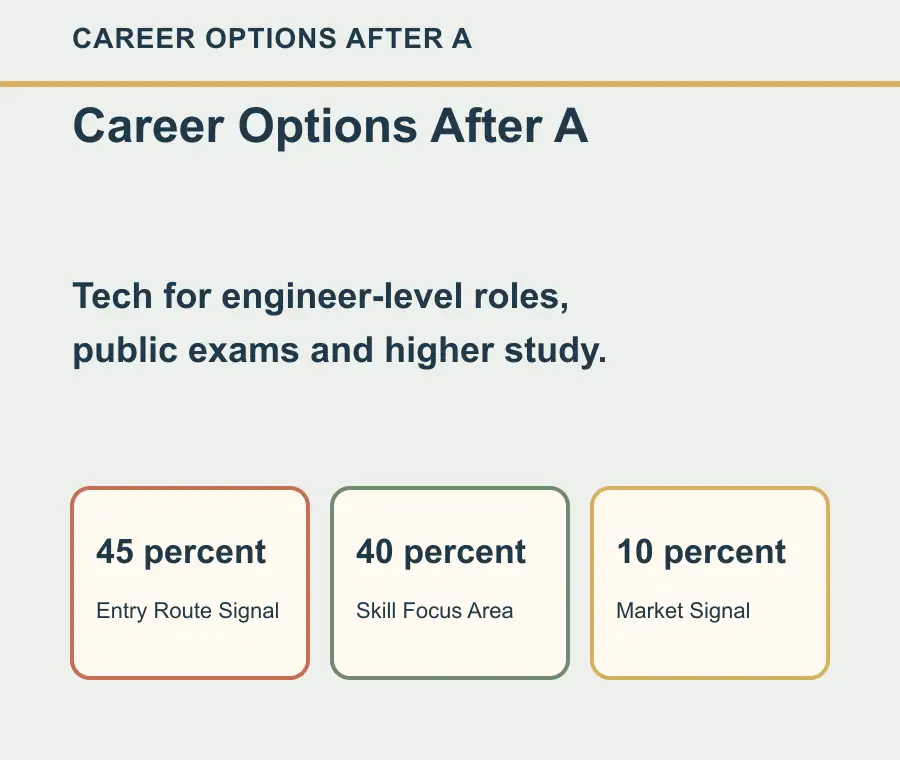 CAREER OPTIONS AFTER A
Career Options After A
Tech for engineer-level roles,
public exams and higher study.
45 percent
Entry Route Signal
40 percent
Skill Focus Area
10 percent
Market Signal